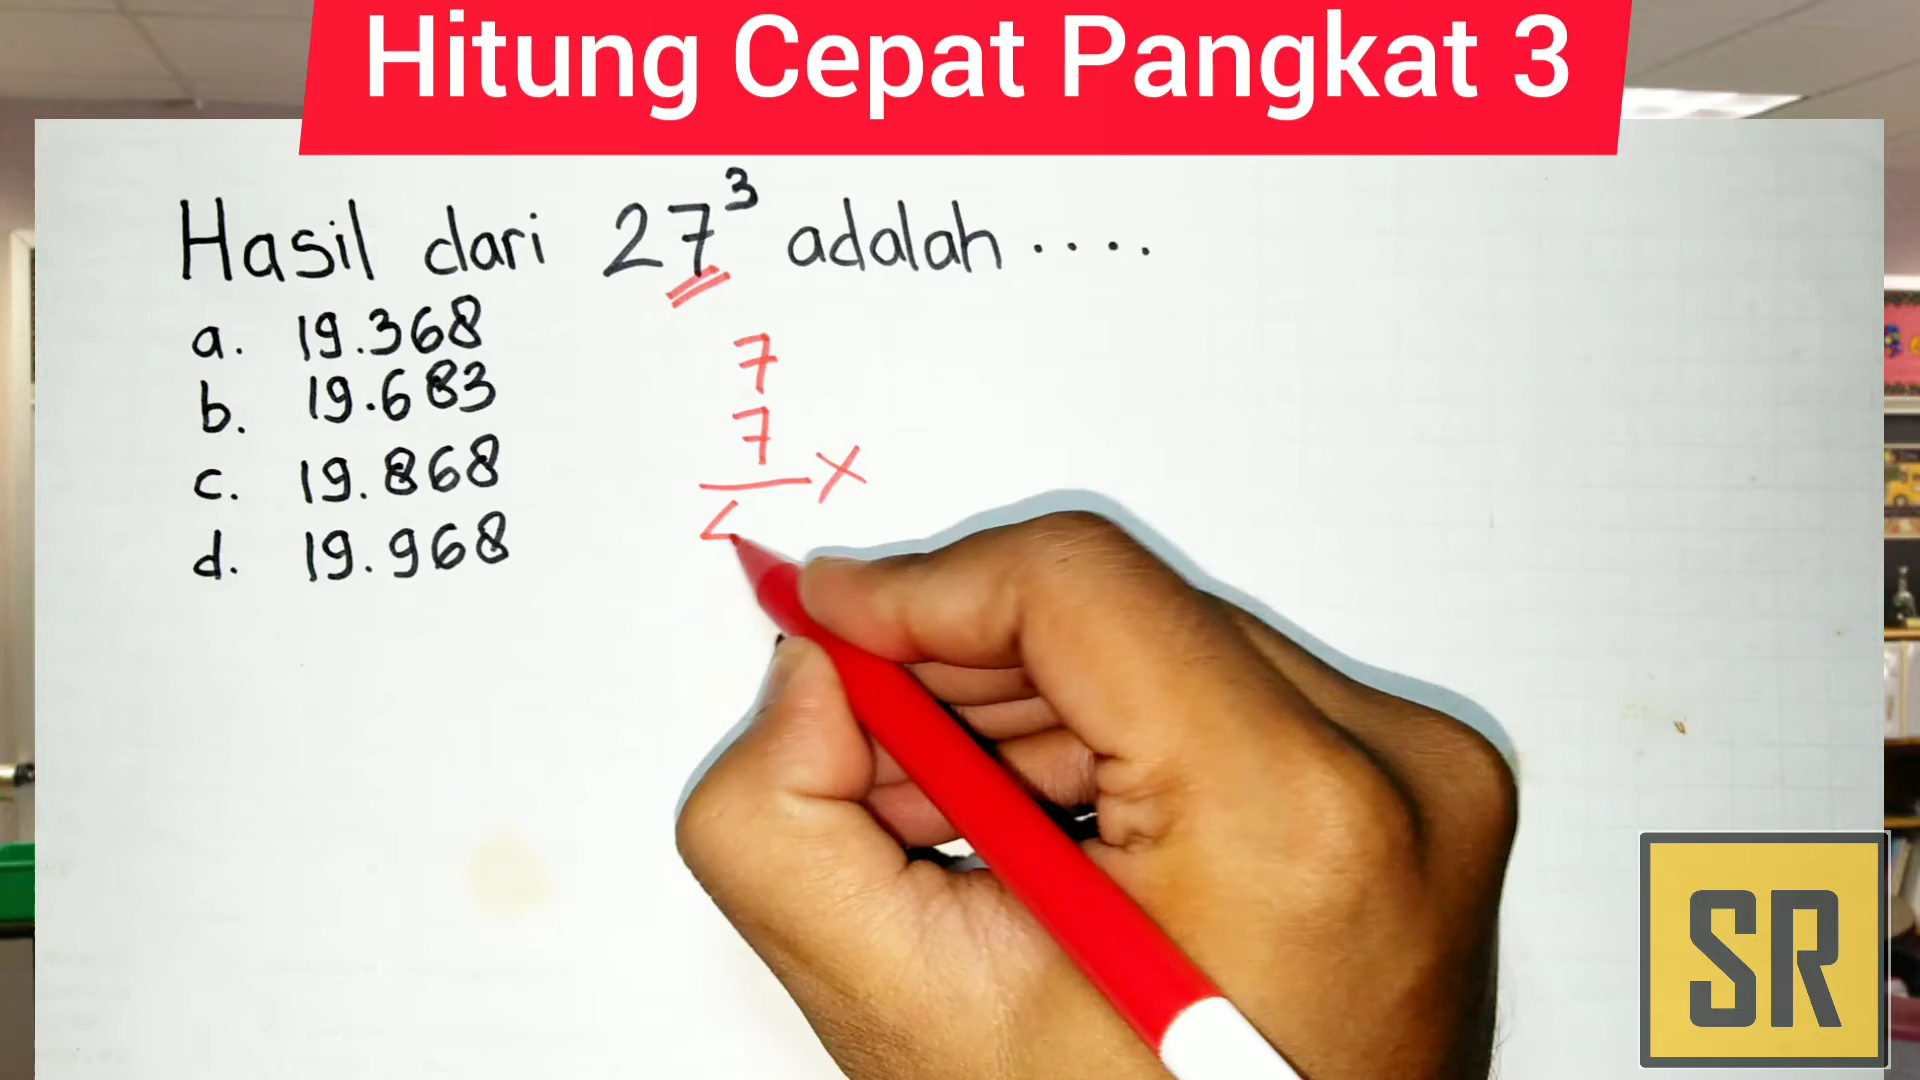 Hitung Cepat Pangkat 3
Hasil dari 27³ adalah ....
a. 19.368
b. 19.683
c. 19.868
d. 19.968
7
7
x
SR